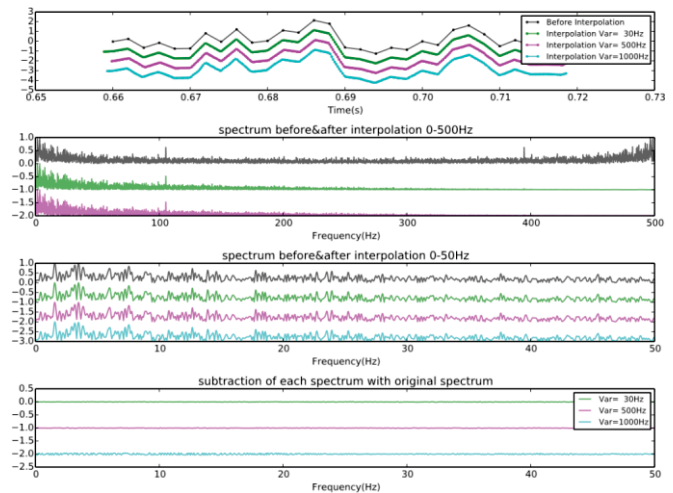 3
2
1
0
−1
−2
−3
−4
−5
Before Interpolation
Interpolation Var= 30Hz
Interpolation Var= 500Hz
Interpolation Var=1000Hz
0.65 0.66 0.67 0.68 0.69 0.70 0.71 0.72 0.73
Time(s)
spectrum before&after interpolation 0-500Hz
1.0
0.5
0.0
−0.5
−1.0
−1.5
−2.0
0 100 200 300 400 500
Frequency(Hz)
spectrum before&after interpolation 0-50Hz
1.0
0.5
0.0
−0.5
−1.0
−1.5
−2.0
−2.5
−3.0
0 10 20 30 40 50
Frequency(Hz)
subtraction of each spectrum with original spectrum
0.5
0.0
−0.5
−1.0
−1.5
−2.0
−2.5
Var= 30Hz
Var= 500Hz
Var=1000Hz
0 10 20 30 40 50
Frequency(Hz)